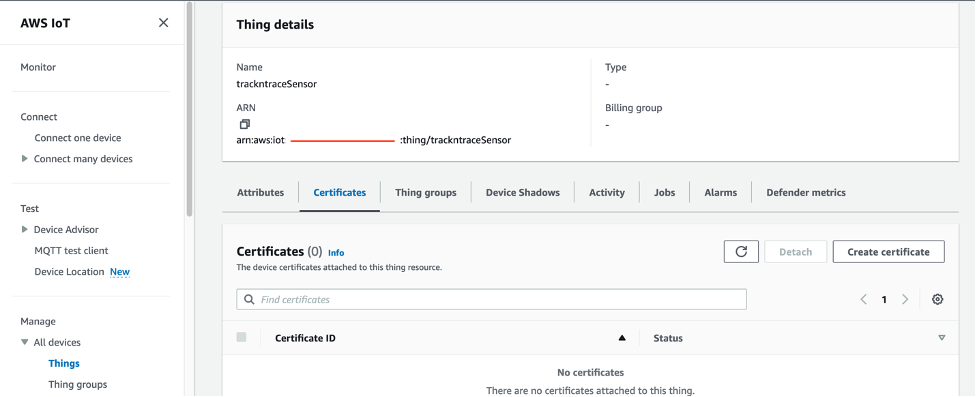 AWS IoT
Monitor
Connect
Connect one device
Connect many devices
Test
Device Advisor
MQTT test client
Device Location New
Manage
All devices
Things
Thing groups
Thing details
Name
trackntraceSensor
ARN
arn:aws:iot :thing/trackntraceSensor
Type
-
Billing group
-
Attributes Certificates Thing groups Device Shadows Activity Jobs Alarms Defender metrics
Certificates (0) Info
The device certificates attached to this thing resource.
Detach Create certificate
Find certificates
1
Certificate ID Status
No certificates
There are no certificates attached to this thing.